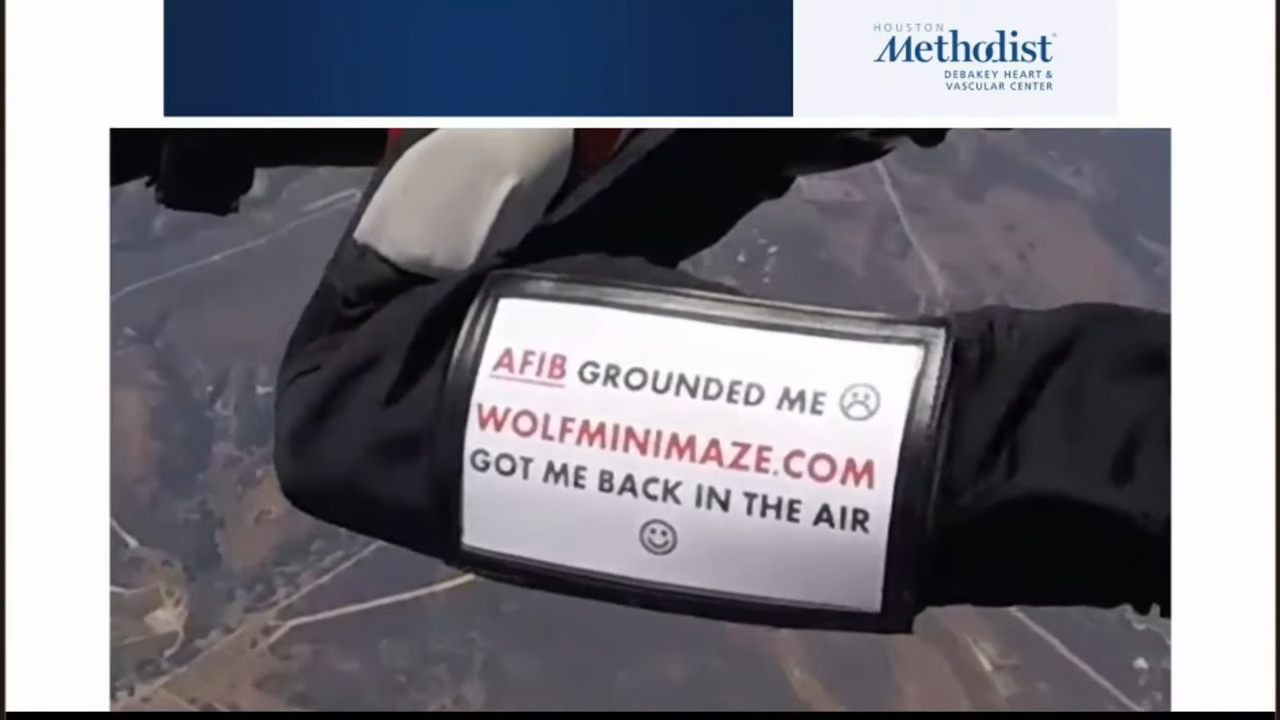 HOUSTON
Methodist
DEBAKEY HEART &
VASCULAR CENTER
AFIB GROUNDED ME ☹
WOLFMINIMAZE.COM
GOT ME BACK IN THE AIR
☺